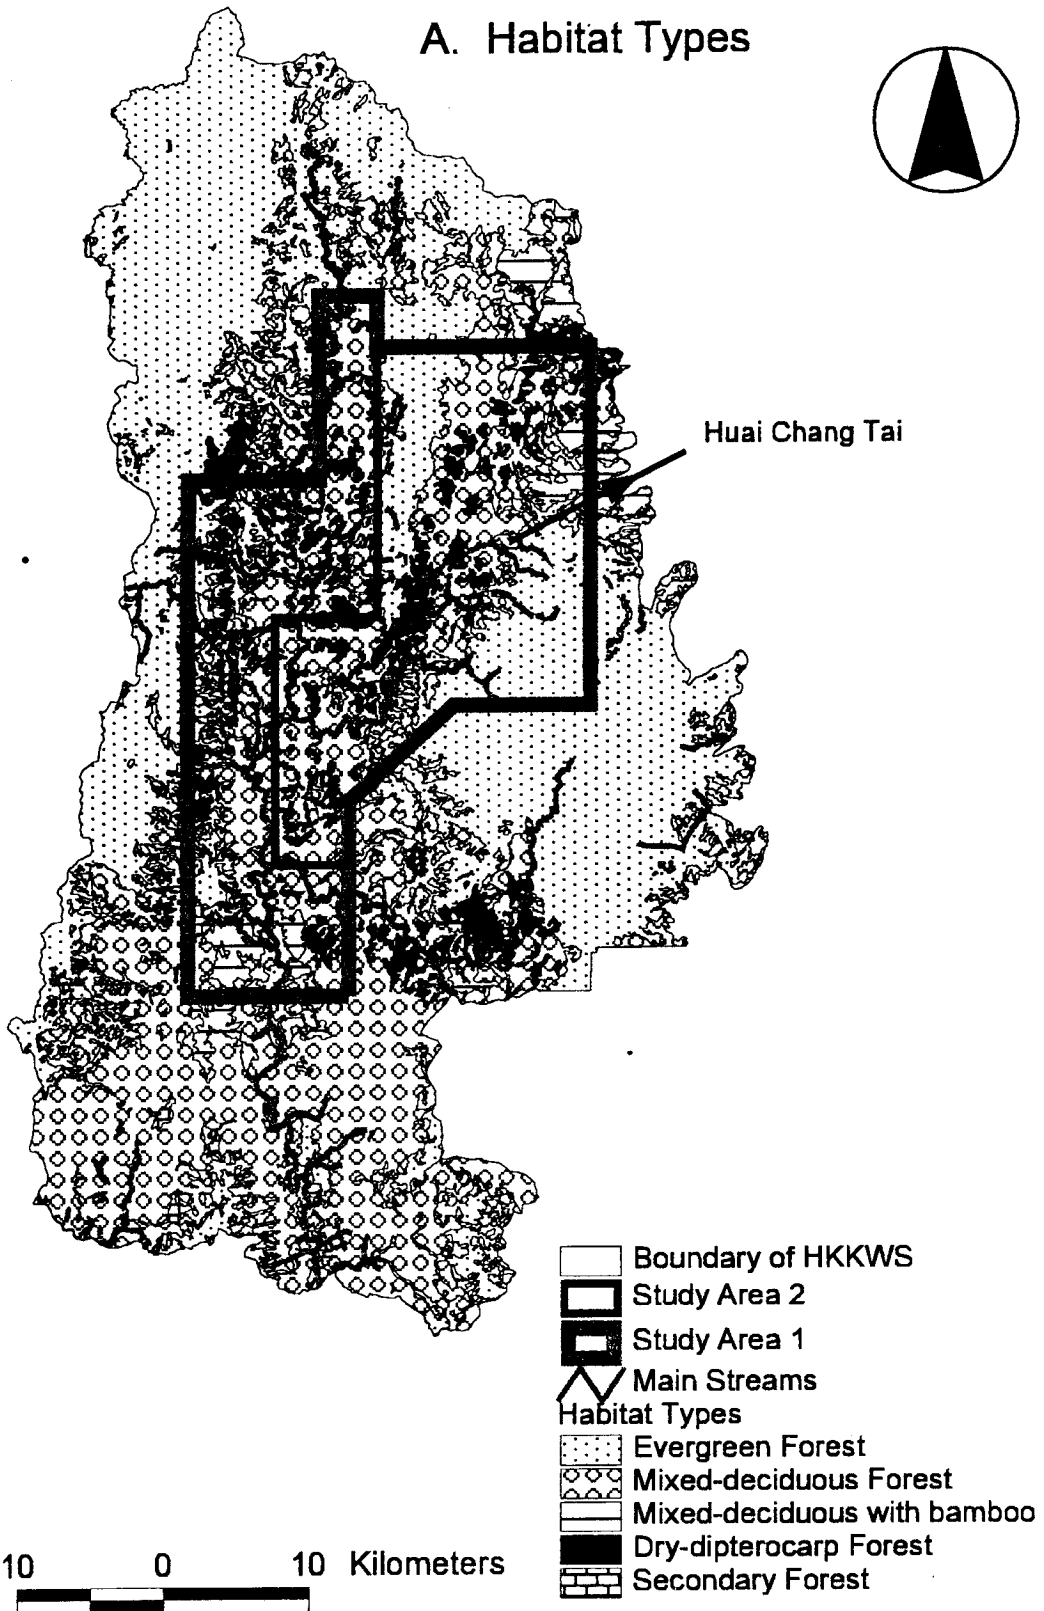 A. Habitat Types
Huai Chang Tai
Boundary of HKKWS
Study Area 2
Study Area 1
Main Streams
Habitat Types
Evergreen Forest
Mixed-deciduous Forest
Mixed-deciduous with bamboo
Dry-dipterocarp Forest
Secondary Forest
10 0 10 Kilometers